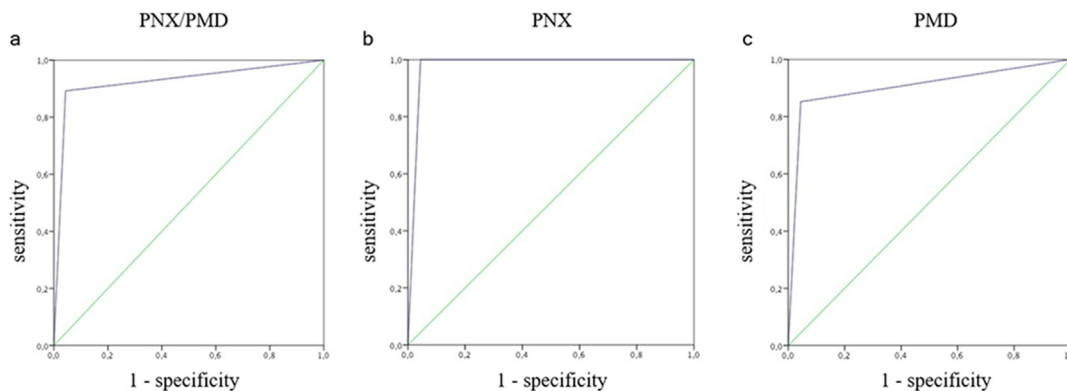 PNX/PMD
a
1,0
0,8
0,6
0,4
0,2
0,0
sensitivity
0,0 0,2 0,4 0,6 0,8 1,0
1 - specificity
PNX
b
1,0
0,8
0,6
0,4
0,2
0,0
sensitivity
0,0 0,2 0,4 0,6 0,8 1,0
1 - specificity
PMD
c
1,0
0,8
0,6
0,4
0,2
0,0
sensitivity
0,0 0,2 0,4 0,6 0,8 1,0
1 - specificity